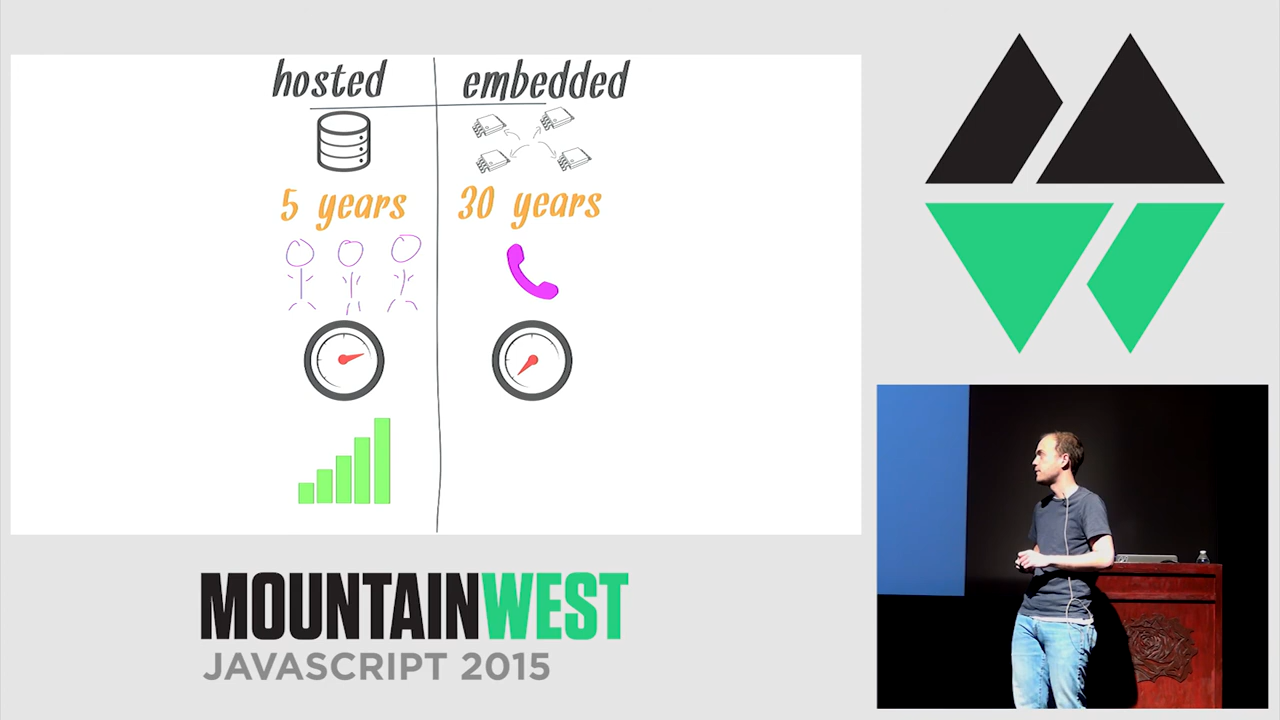 hosted
embedded
5 years
30 years
MOUNTAINWEST
JAVASCRIPT 2015